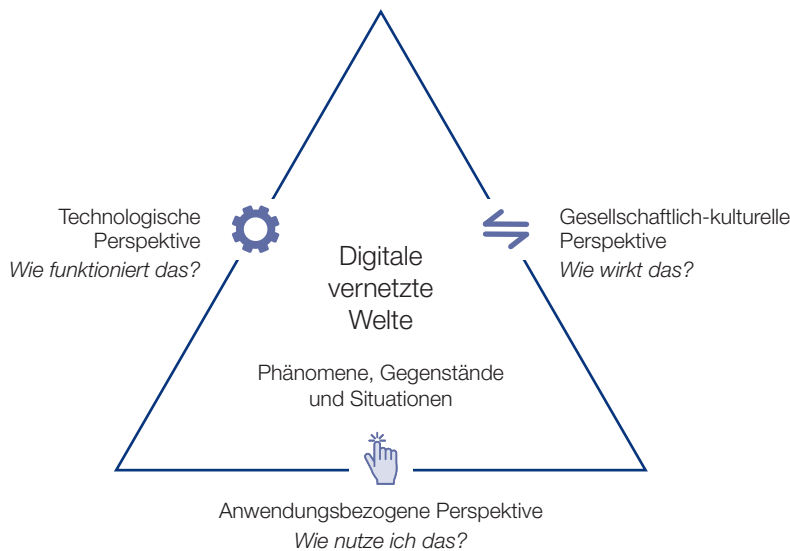 Technologische
Perspektive
Wie funktioniert das?
Gesellschaftlich-kulturelle
Perspektive
Wie wirkt das?
Digitale
vernetzte
Welte
Phänomene, Gegenstände
und Situationen
Anwendungsbezogene Perspektive
Wie nutze ich das?